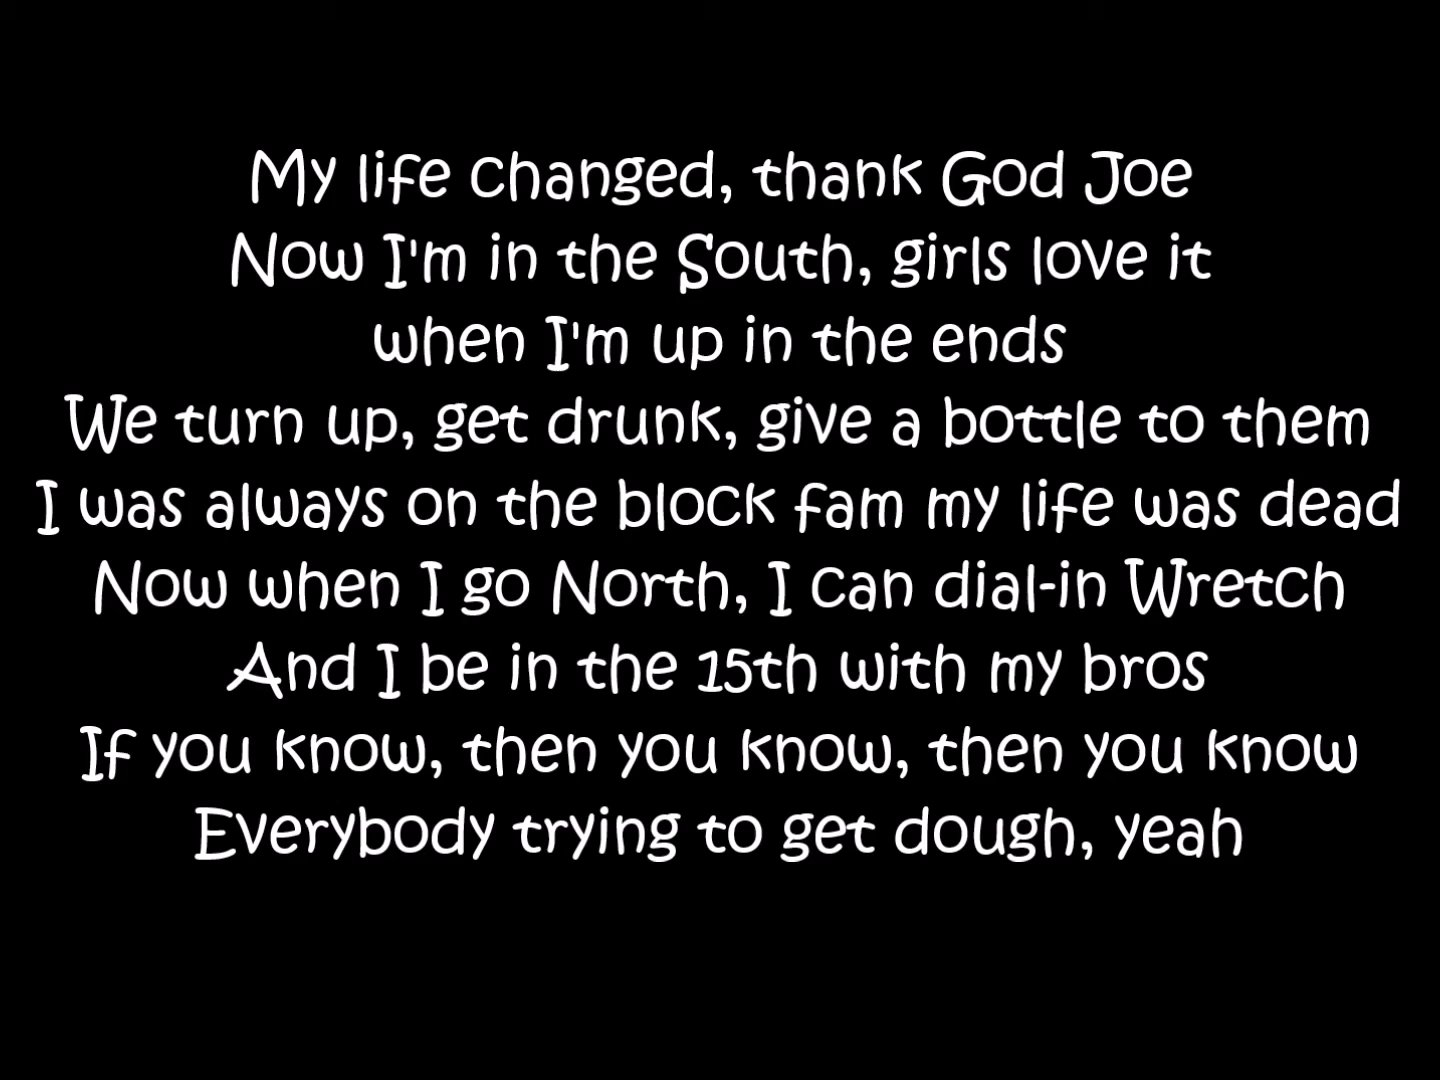 My life changed, thank God Joe
Now I'm in the South, girls love it
when I'm up in the ends
We turn up, get drunk, give a bottle to them
I was always on the block fam my life was dead
Now when I go North, I can dial-in Wretch
And I be in the 15th with my bros
If you know, then you know, then you know
Everybody trying to get dough, yeah